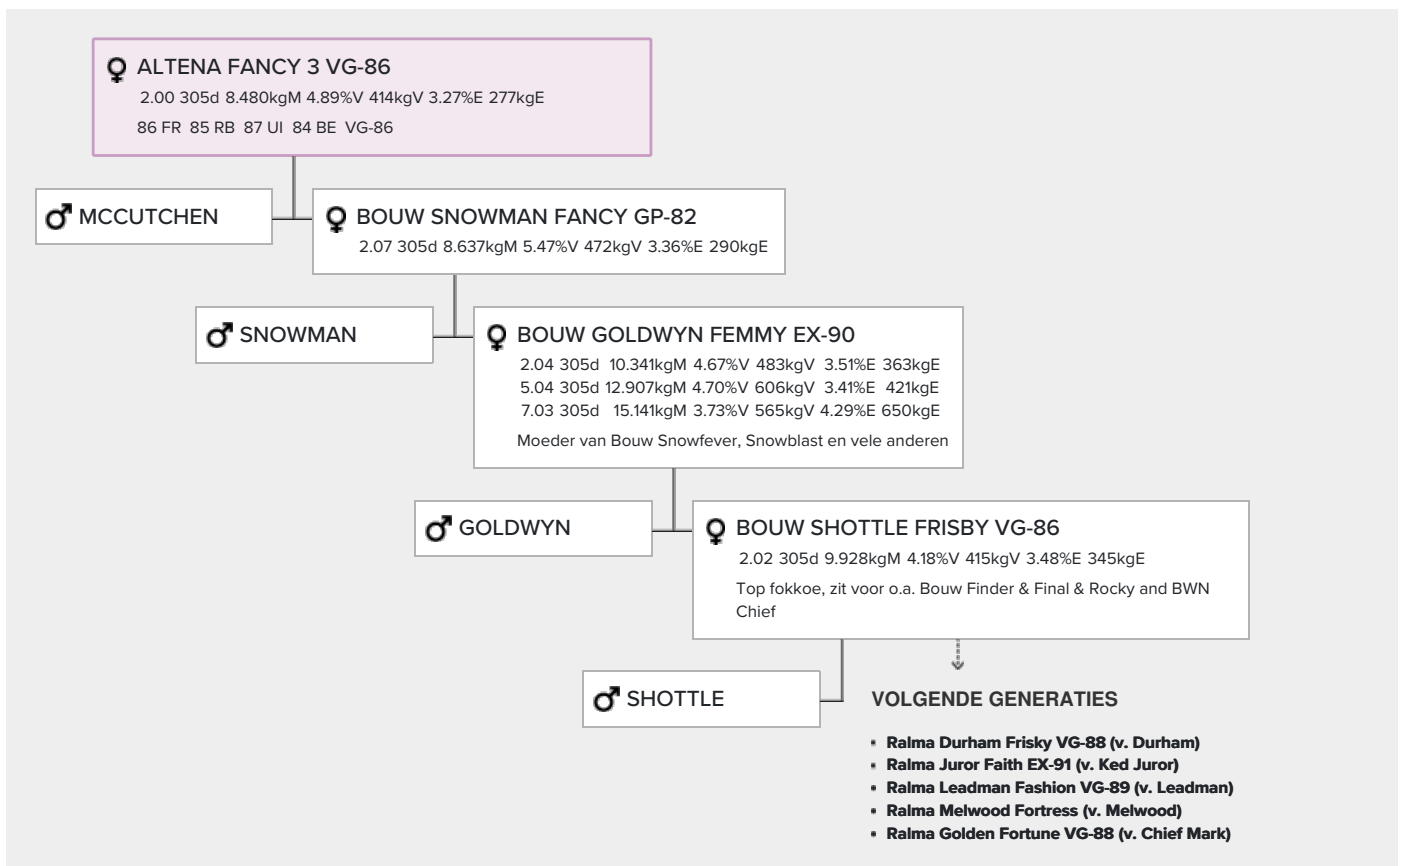 ALTENA FANCY 3 VG-86
2.00 305d 8.480kgM 4.89%V 414kgV 3.27%E 277kgE
86 FR 85 RB 87 UI 84 BE VG-86
MCCUTCHEN
BOUW SNOWMAN FANCY GP-82
2.07 305d 8.637kgM 5.47%V 472kgV 3.36%E 290kgE
SNOWMAN
BOUW GOLDWYN FEMMY EX-90
2.04 305d 10.341kgM 4.67%V 483kgV 3.51%E 363kgE
5.04 305d 12.907kgM 4.70%V 606kgV 3.41%E 421kgE
7.03 305d 15.141kgM 3.73%V 565kgV 4.29%E 650kgE
Moeder van Bouw Snowfever, Snowblast en vele anderen
GOLDWYN
BOUW SHOTTLE FRISBY VG-86
2.02 305d 9.928kgM 4.18%V 415kgV 3.48%E 345kgE
Top fokkoe, zit voor o.a. Bouw Finder & Final & Rocky and BWN
Chief
SHOTTLE
VOLGENDE GENERATIES
Ralma Durham Frisky VG-88 (v. Durham)
Ralma Juror Faith EX-91 (v. Ked Juror)
Ralma Leadman Fashion VG-89 (v. Leadman)
Ralma Melwood Fortress (v. Melwood)
Ralma Golden Fortune VG-88 (v. Chief Mark)